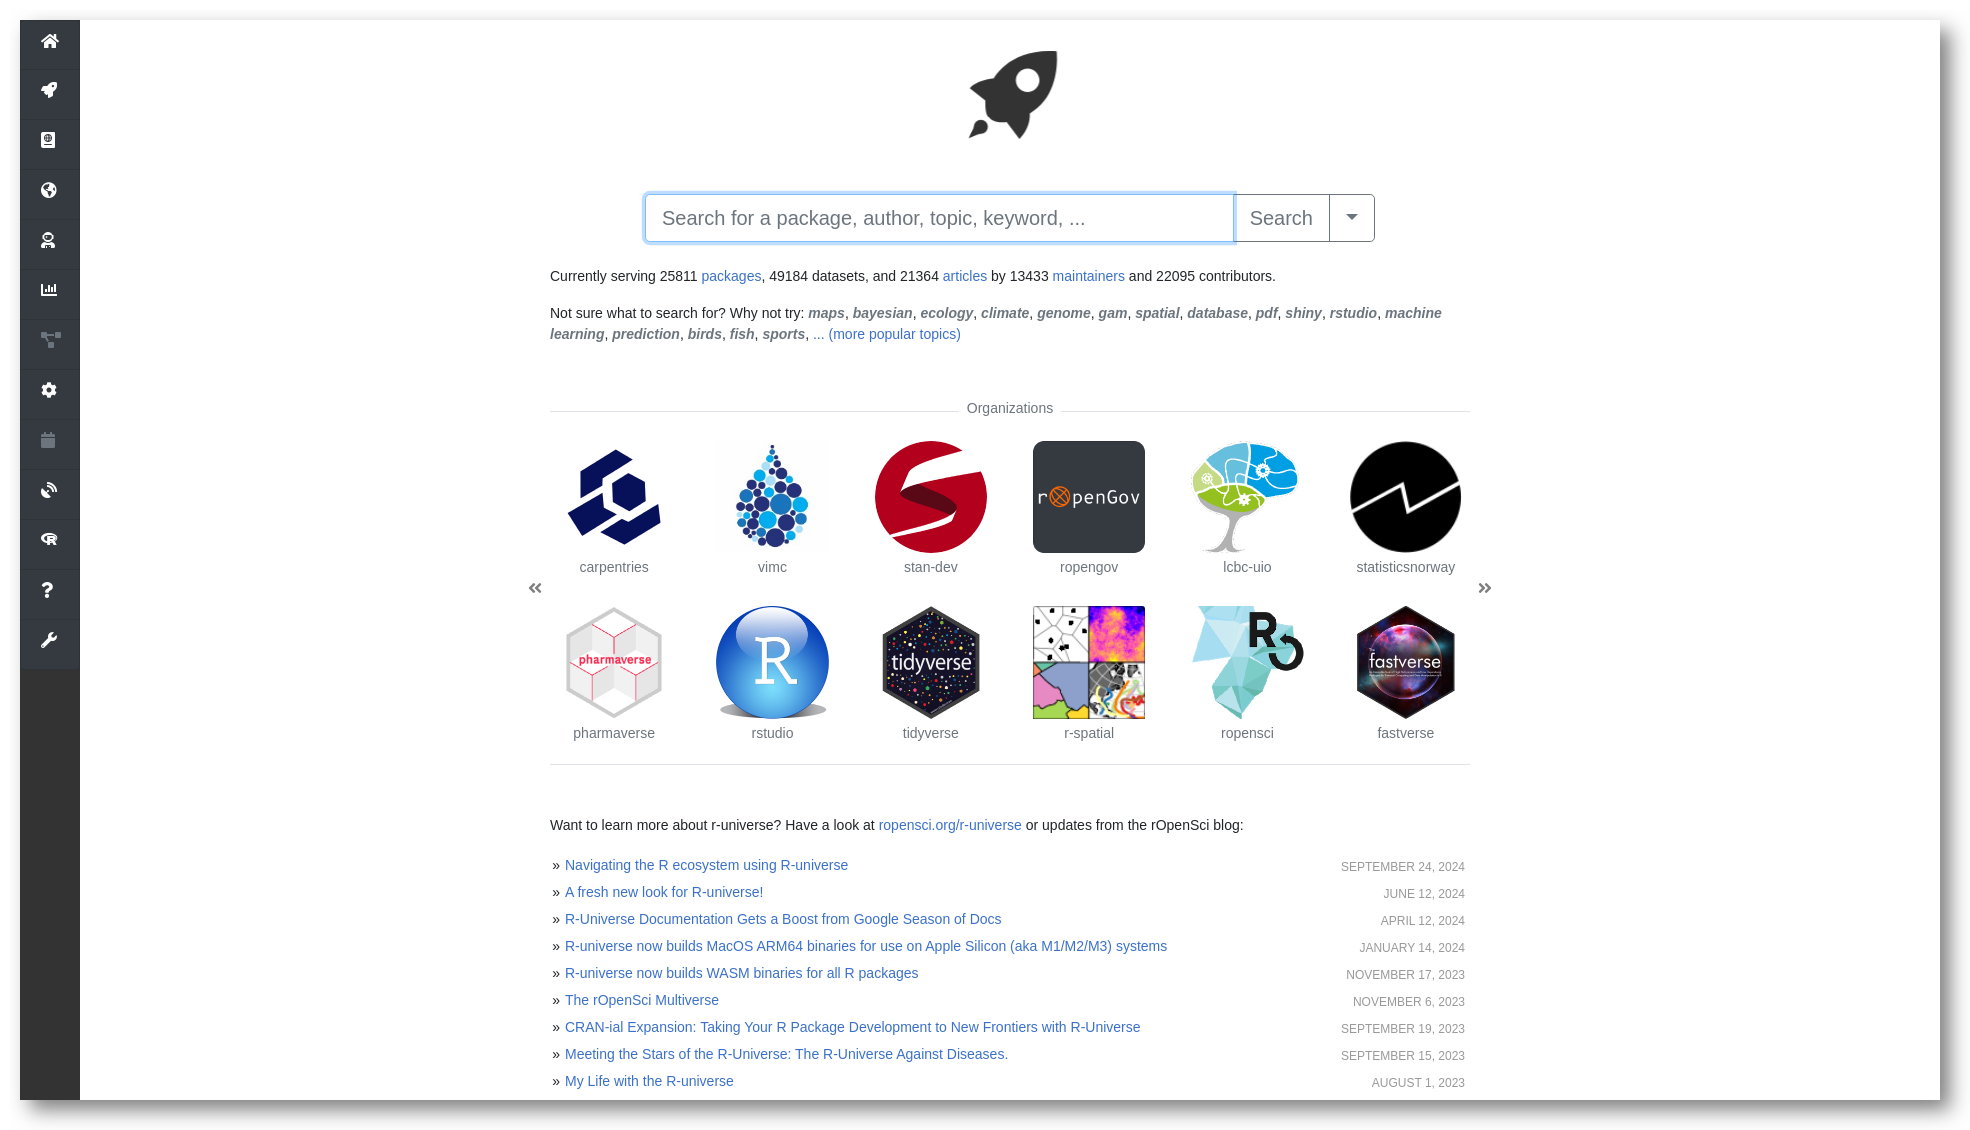 Search for a package, author, topic, keyword, ... Search
Currently serving 25811 packages, 49184 datasets, and 21364 articles by 13433 maintainers and 22095 contributors.
Not sure what to search for? Why not try: maps, bayesian, ecology, climate, genome, gam, spatial, database, pdf, shiny, rstudio, machine
learning, prediction, birds, fish, sports, ... (more popular topics)
Organizations
rOpenGov
carpentries vimc stan-dev ropengov lcbc-uio statisticsnorway
« »
pharmaverse R tidyverse R fastverse
pharmaverse rstudio tidyverse r-spatial ropensci fastverse
Want to learn more about r-universe? Have a look at ropensci.org/r-universe or updates from the rOpenSci blog:
» Navigating the R ecosystem using R-universe SEPTEMBER 24, 2024
» A fresh new look for R-universe! JUNE 12, 2024
» R-Universe Documentation Gets a Boost from Google Season of Docs APRIL 12, 2024
» R-universe now builds MacOS ARM64 binaries for use on Apple Silicon (aka M1/M2/M3) systems JANUARY 14, 2024
» R-universe now builds WASM binaries for all R packages NOVEMBER 17, 2023
» The rOpenSci Multiverse NOVEMBER 6, 2023
» CRAN-ial Expansion: Taking Your R Package Development to New Frontiers with R-Universe SEPTEMBER 19, 2023
» Meeting the Stars of the R-Universe: The R-Universe Against Diseases. SEPTEMBER 15, 2023
» My Life with the R-universe AUGUST 1, 2023